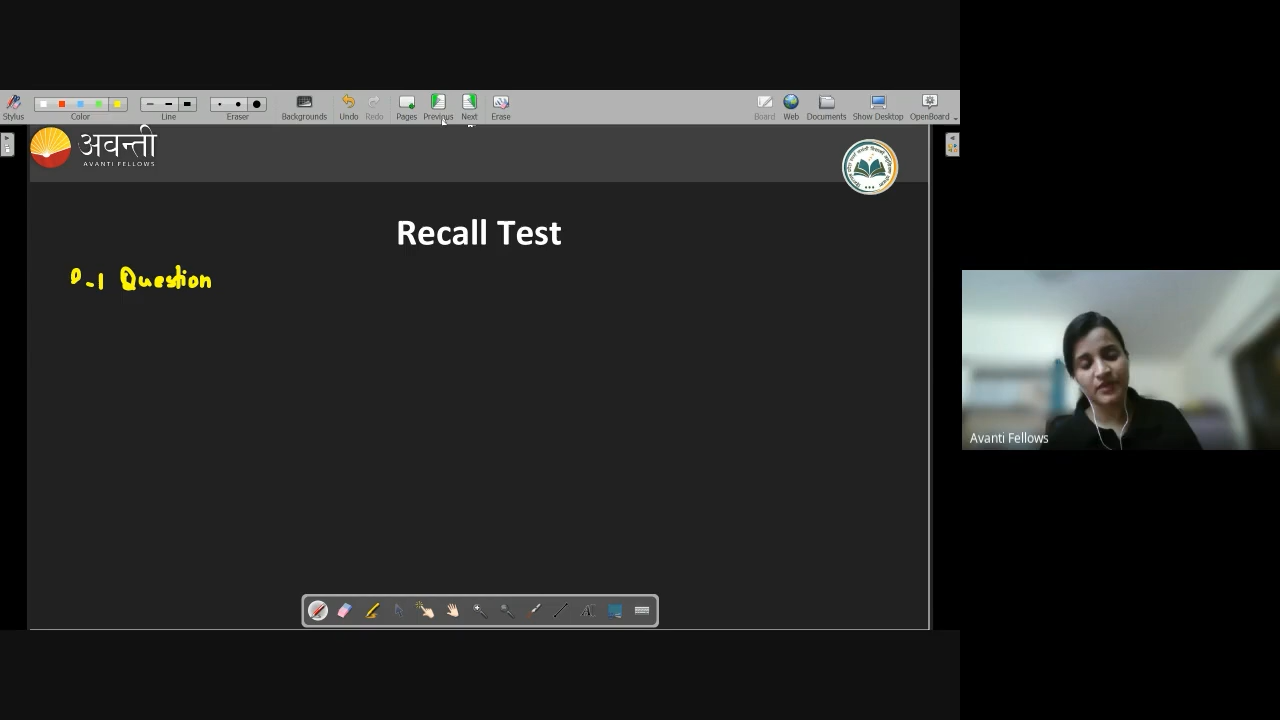 Stylus
Color
Line
Eraser
Backgrounds
Undo
Redo
Pages
Previous
Next
Erase
Board
Web
Documents
Show Desktop
OpenBoard
अवन्ती
AVANTI FELLOWS
Recall Test
Q-1 Question
Avanti Fellows